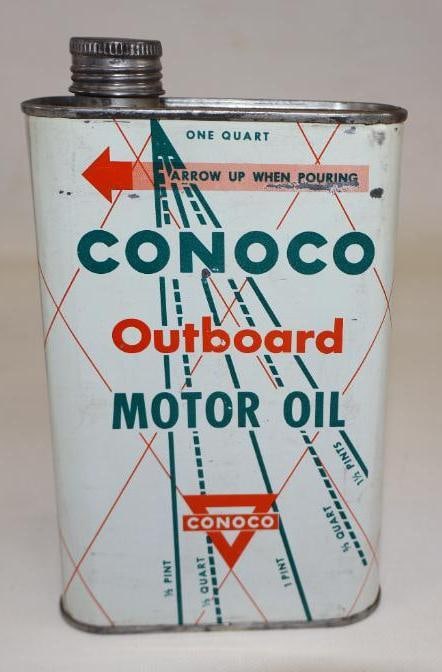 ONE QUART
ARROW UP WHEN POURING
CONOCO
Outboard
MOTOR OIL
CONOCO
½ PINT
½ QUART
1 PINT
¾ QUART
1½ PINTS